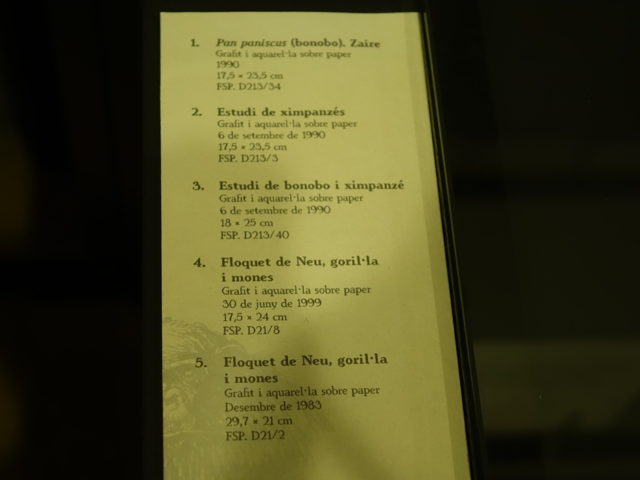 1. Pan paniscus (bonobo). Zaire
Grafit i aquarel·la sobre paper
1990
17,5 × 23,5 cm
FSP. D213/34
2. Estudi de ximpanzés
Grafit i aquarel·la sobre paper
6 de setembre de 1990
17,5 × 23,5 cm
FSP. D213/3
3. Estudi de bonobo i ximpanzé
Grafit i aquarel·la sobre paper
6 de setembre de 1990
18 × 25 cm
FSP. D213/40
4. Floquet de Neu, goril·la
i mones
Grafit i aquarel·la sobre paper
30 de juny de 1999
17,5 × 24 cm
FSP. D21/8
5. Floquet de Neu, goril·la
i mones
Grafit i aquarel·la sobre paper
Desembre de 1983
29,7 × 21 cm
FSP. D21/2